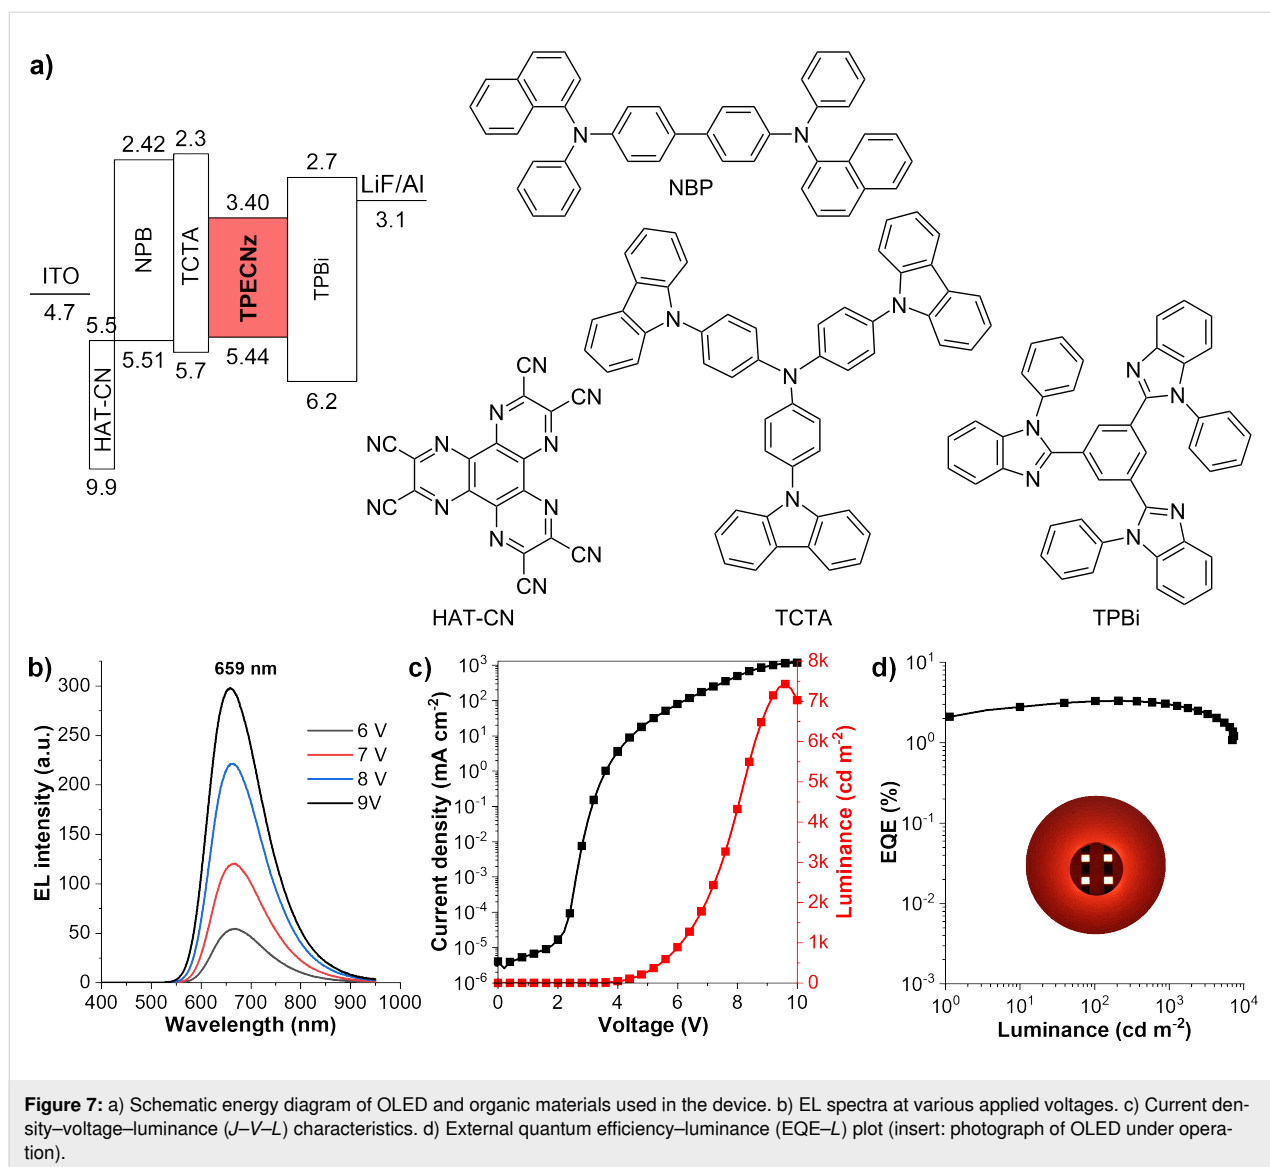 a)
2.42
2.3
2.7
LiF/Al
3.40
3.1
NPB
TCTA
TPECNz
TPBi
ITO
4.7
5.5
5.51
5.7
5.44
6.2
HAT-CN
9.9
N
N
NBP
N
N
N
N
CN
CN
NC
NC
CN
CN
N
N
N
N
N
N
N
N
N
N
N
N
HAT-CN
TCTA
TPBi
b)
659 nm
EL intensity (a.u.)
300
250
200
150
100
50
0
400 500 600 700 800 900 1000
Wavelength (nm)
6 V
7 V
8 V
9V
c)
Current density (mA cm-2)
103
102
101
100
10-1
10-2
10-3
10-4
10-5
10-6
0 2 4 6 8 10
Voltage (V)
8k
7k
6k
5k
4k
3k
2k
1k
0
Luminance (cd m-2)
d)
EQE (%)
101
100
10-1
10-2
10-3
100 101 102 103 104
Luminance (cd m-2)
Figure 7: a) Schematic energy diagram of OLED and organic materials used in the device. b) EL spectra at various applied voltages. c) Current den-
sity–voltage–luminance (J–V–L) characteristics. d) External quantum efficiency–luminance (EQE–L) plot (insert: photograph of OLED under opera-
tion).